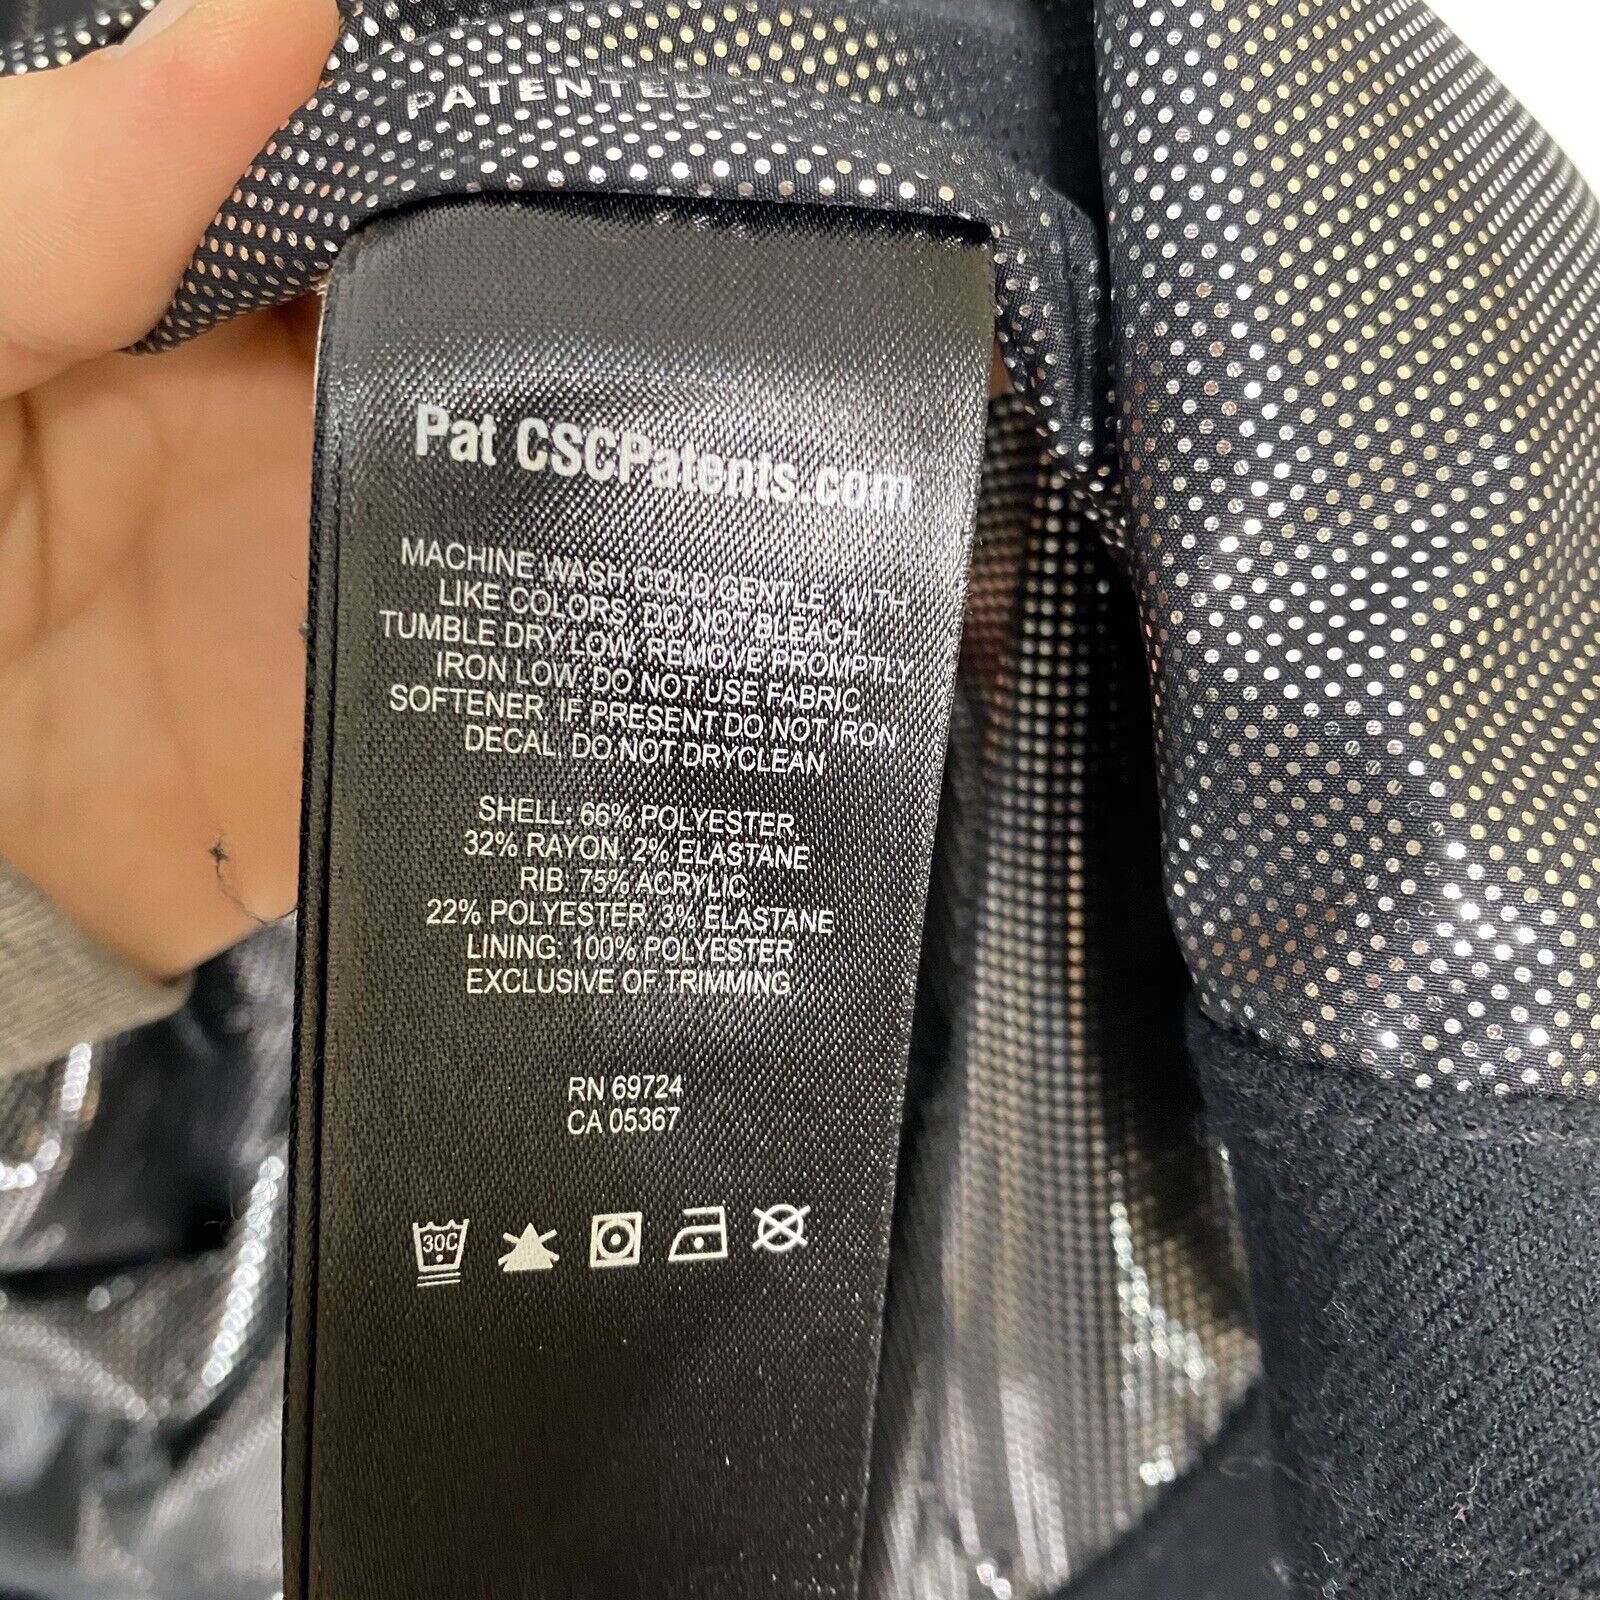 PATENTED
Pat CSCPatents.com
MACHINE WASH COLD GENTLE, WITH
LIKE COLORS, DO NOT BLEACH,
TUMBLE DRY LOW, REMOVE PROMPTLY,
IRON LOW, DO NOT USE FABRIC
SOFTENER, IF PRESENT DO NOT IRON
DECAL, DO NOT DRYCLEAN
SHELL: 66% POLYESTER,
32% RAYON, 2% ELASTANE
RIB: 75% ACRYLIC,
22% POLYESTER, 3% ELASTANE
LINING: 100% POLYESTER
EXCLUSIVE OF TRIMMING
RN 69724
CA 05367
30C